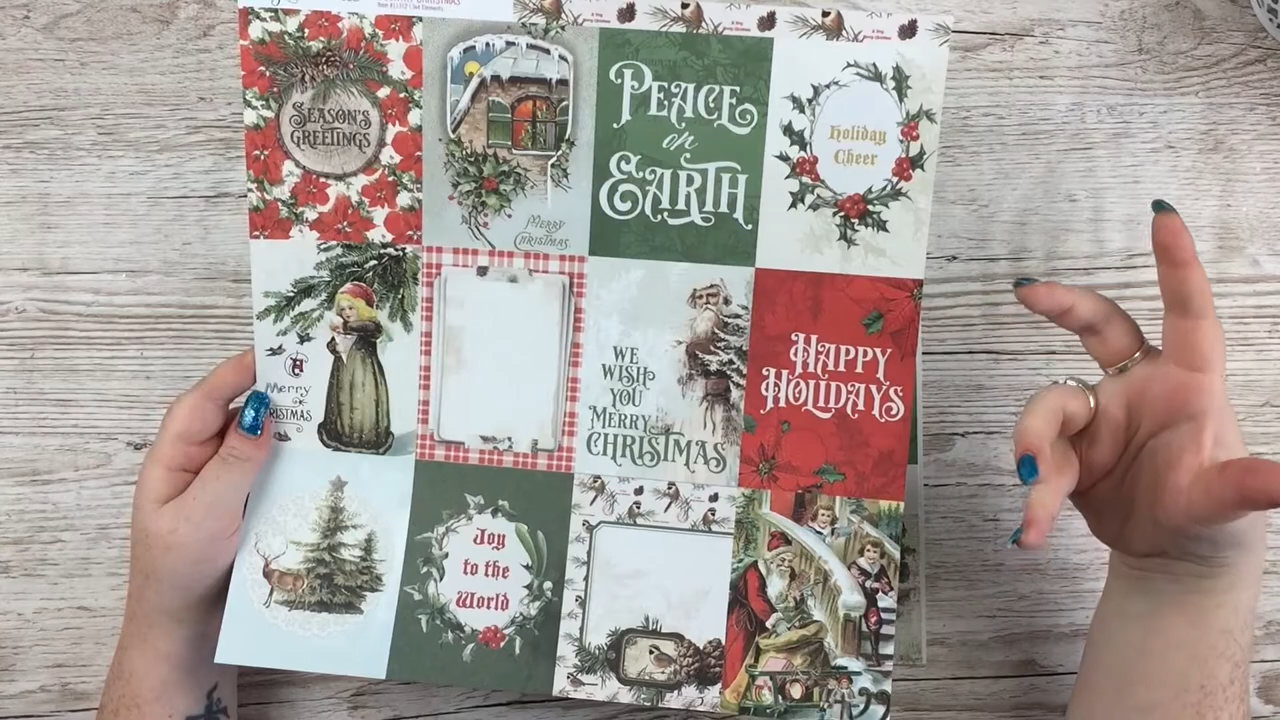 SEASON'S
GREETINGS
MERRY
CHRISTMAS
PEACE
on
EARTH
Holiday
Cheer
A
Merry
CHRISTMAS
WE
WISH
YOU
MERRY
CHRISTMAS
HAPPY
HOLIDAYS
Joy
to the
World